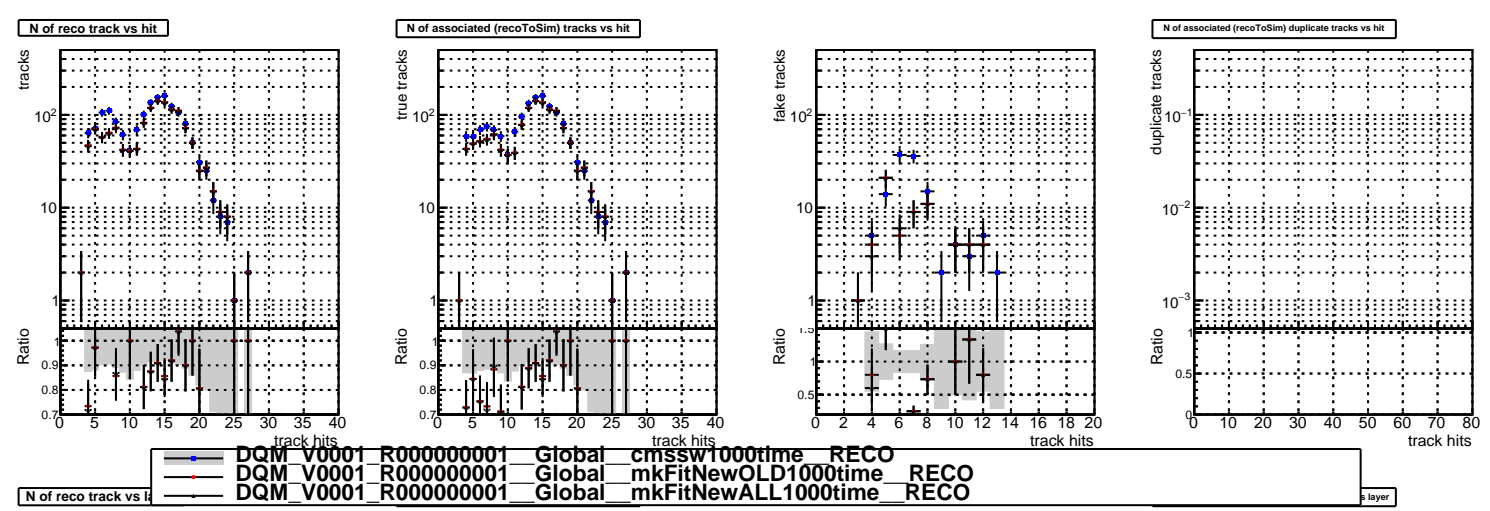 N of reco track vs hit
N of associated (recoToSim) tracks vs hit
N of associated (recoToSim) duplicate tracks vs hit
tracks
10²
10
1
Ratio
1
0.9
0.8
0.7
0 5 10 15 20 25 30 35 40
track hits
true tracks
10²
10
1
Ratio
1
0.9
0.8
0.7
0 5 10 15 20 25 30 35 40
track hits
fake tracks
10²
10
1
Ratio
1.5
1
0.5
0 2 4 6 8 10 12 14 16 18 20
track hits
duplicate tracks
10⁻¹
10⁻²
10⁻³
Ratio
1
0.5
0
0 10 20 30 40 50 60 70 80
track hits
DQM_V0001_R000000001__Global__cmssw1000time__RECO
DQM_V0001_R000000001__Global__mkFitNewOLD1000time__RECO
DQM_V0001_R000000001__Global__mkFitNewALL1000time__RECO
N of reco track vs
s layer